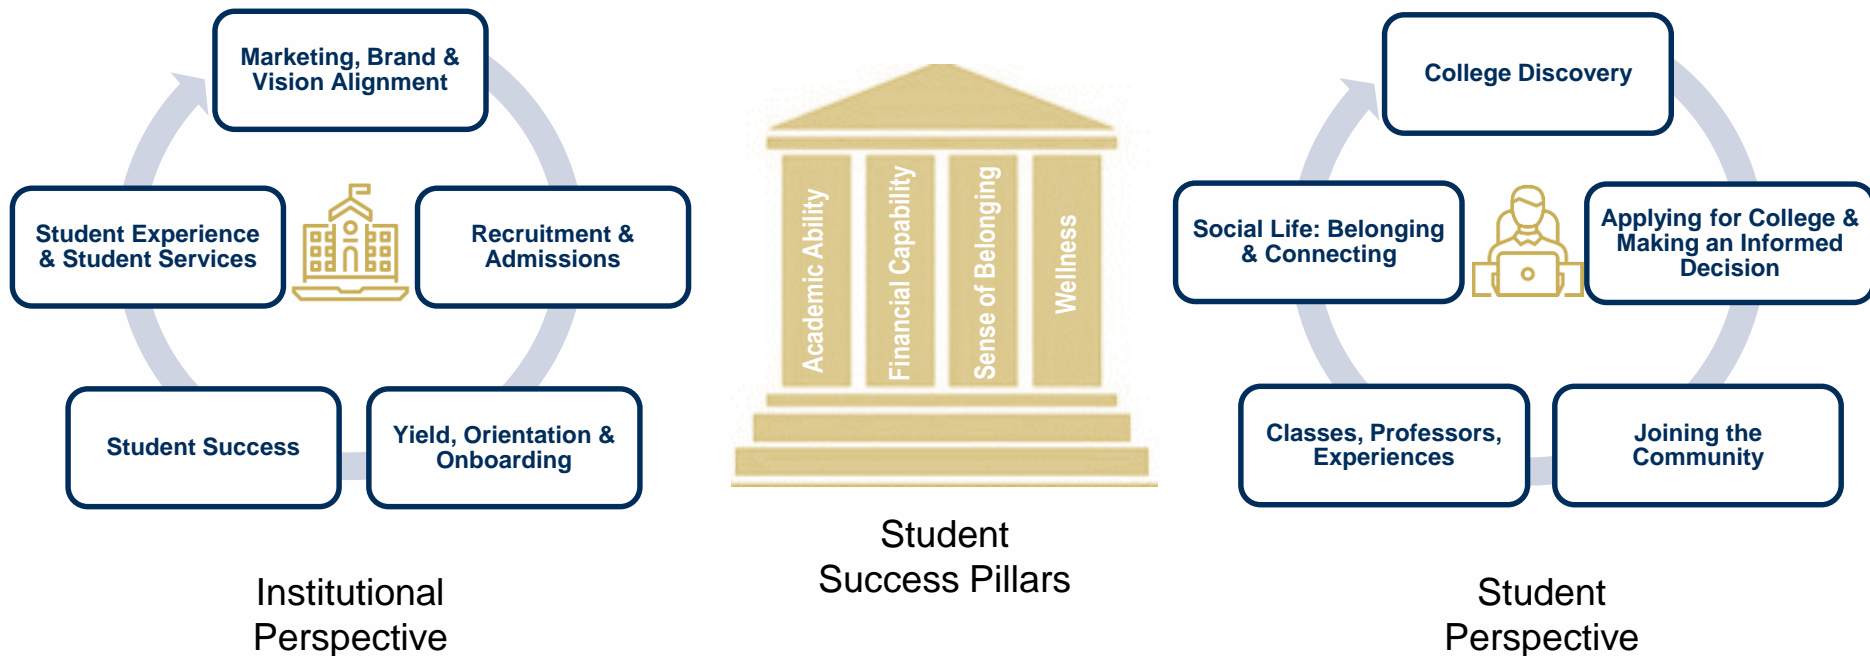 Marketing, Brand &
Vision Alignment
Recruitment &
Admissions
Yield, Orientation &
Onboarding
Student Success
Student Experience
& Student Services
Institutional
Perspective
Academic Ability
Financial Capability
Sense of Belonging
Wellness
Student
Success Pillars
College Discovery
Applying for College &
Making an Informed
Decision
Joining the
Community
Classes, Professors,
Experiences
Social Life: Belonging
& Connecting
Student
Perspective